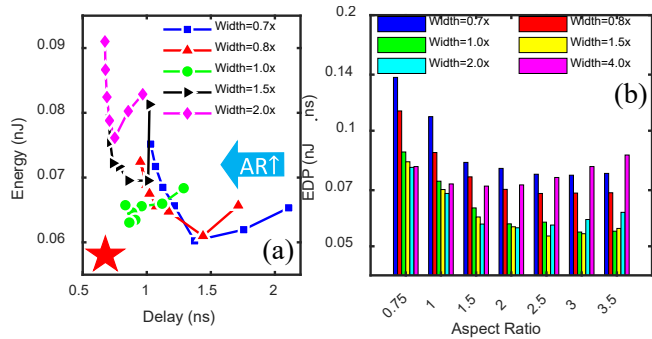 (a)
0.09
0.08
0.07
0.06
0.5
1
1.5
2
Energy (nJ)
Delay (ns)
Width=0.7x
Width=0.8x
Width=1.0x
Width=1.5x
Width=2.0x
AR↑
(b)
0.2
0.14
0.1
0.07
0.05
EDP (nJ ns)
0.75
1
1.5
2
2.5
3
3.5
Aspect Ratio
Width=0.7x
Width=0.8x
Width=1.0x
Width=1.5x
Width=2.0x
Width=4.0x